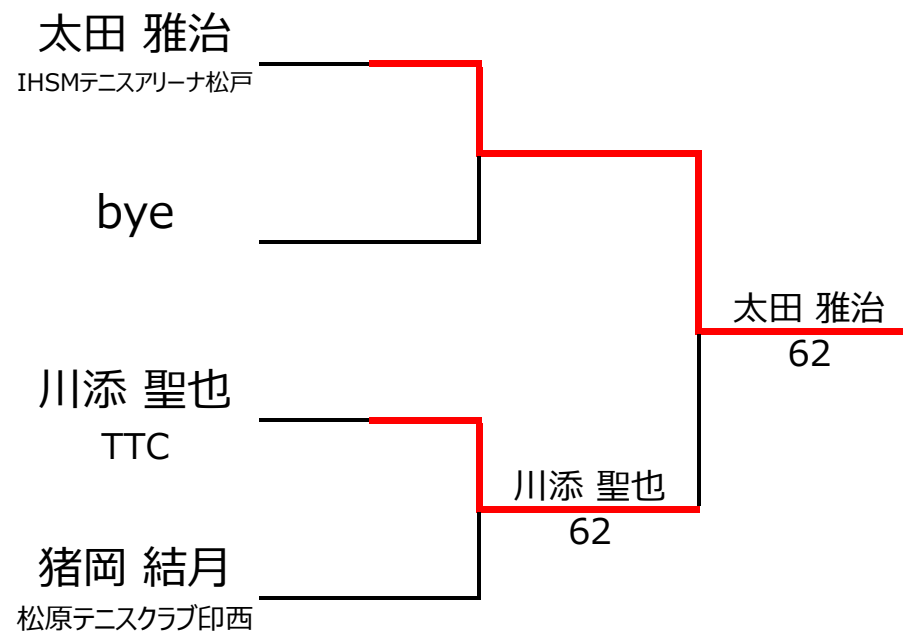 太田 雅治
IHSMテニスアリーナ松戸
bye
川添 聖也
TTC
猪岡 結月
松原テニスクラブ印西
川添 聖也
62
太田 雅治
62